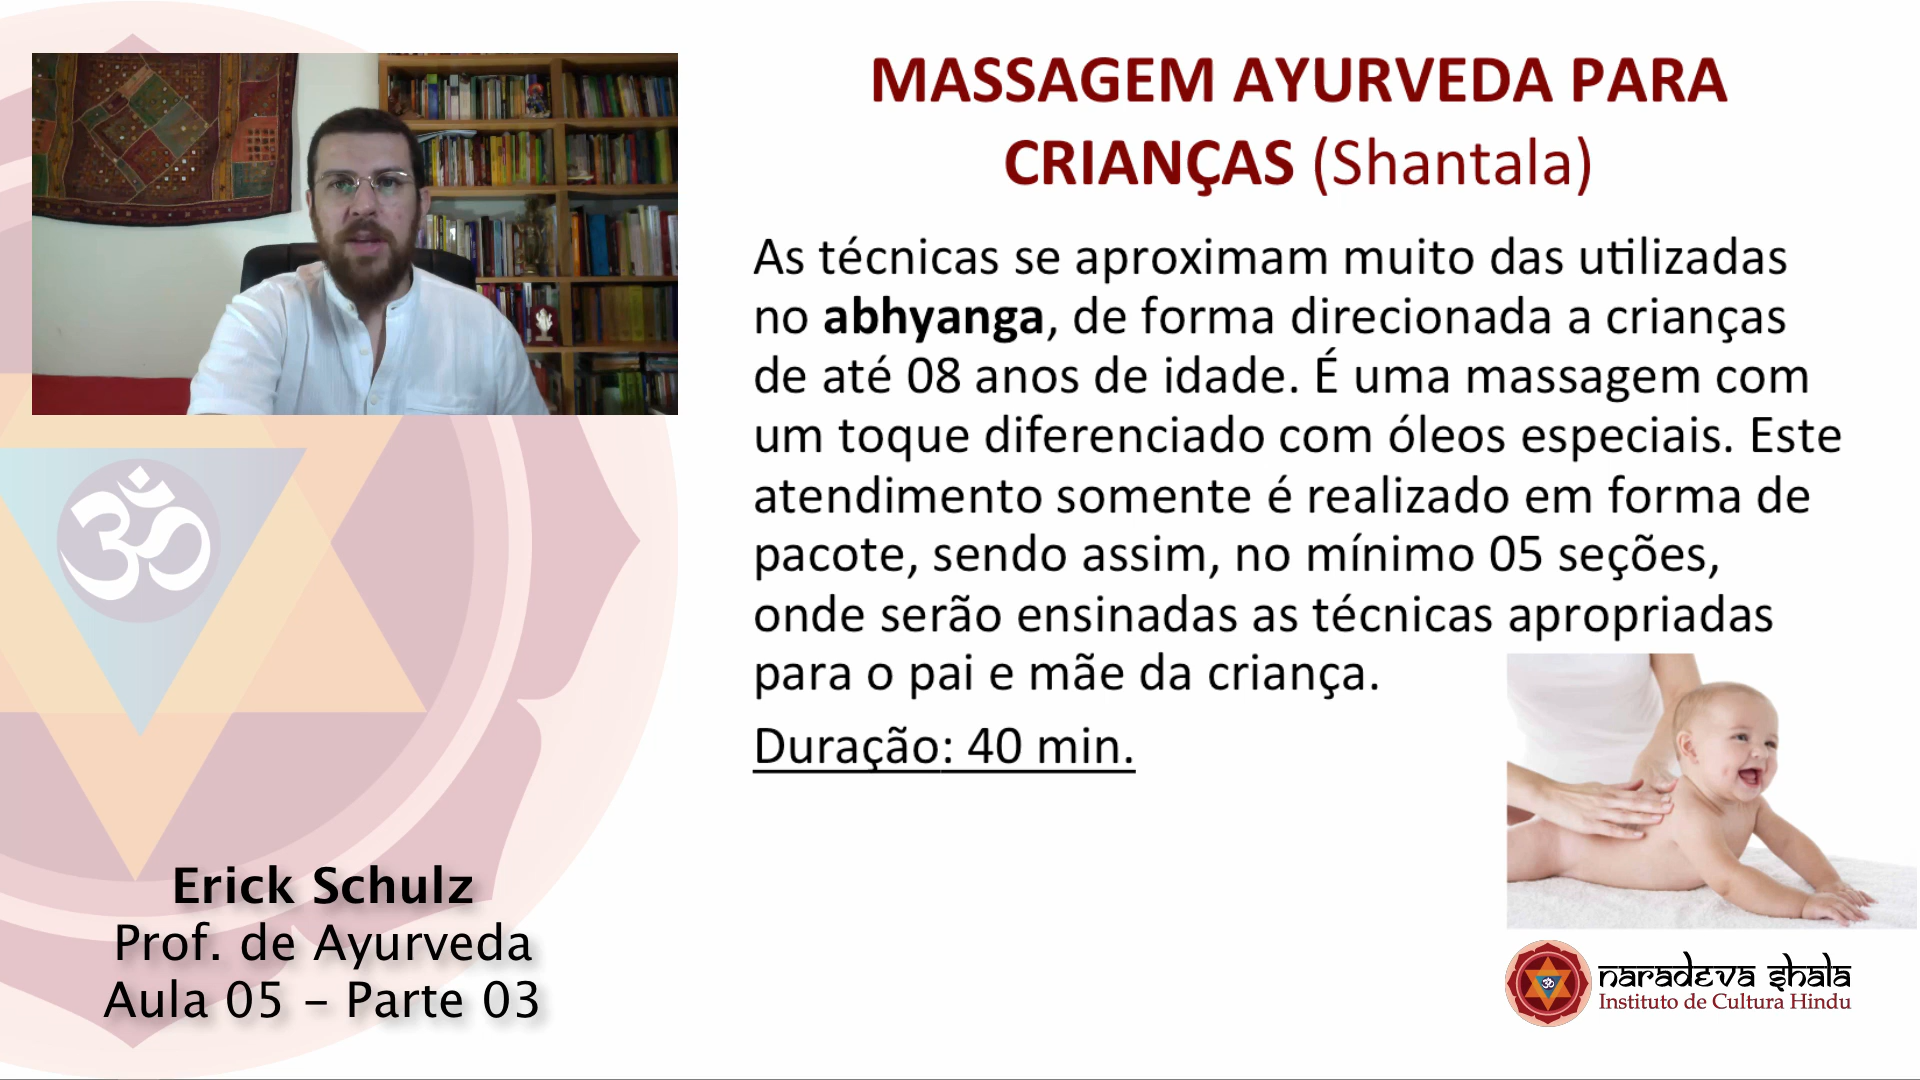 MASSAGEM AYURVEDA PARA
CRIANÇAS (Shantala)
As técnicas se aproximam muito das utilizadas
no abhyanga, de forma direcionada a crianças
de até 08 anos de idade. É uma massagem com
um toque diferenciado com óleos especiais. Este
atendimento somente é realizado em forma de
pacote, sendo assim, no mínimo 05 seções,
onde serão ensinadas as técnicas apropriadas
para o pai e mãe da criança.
Duração: 40 min.
ॐ
Erick Schulz
Prof. de Ayurveda
Aula 05 – Parte 03
ॐ
Naradeva Shala
Instituto de Cultura Hindu